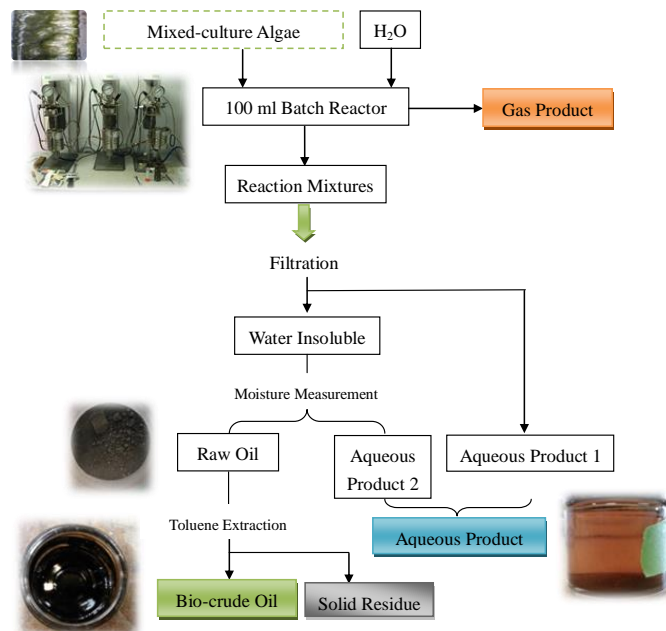 Mixed-culture Algae
H₂O
100 ml Batch Reactor
Gas Product
Reaction Mixtures
Filtration
Water Insoluble
Moisture Measurement
Raw Oil
Aqueous
Product 2
Aqueous Product 1
Toluene Extraction
Aqueous Product
Bio-crude Oil
Solid Residue